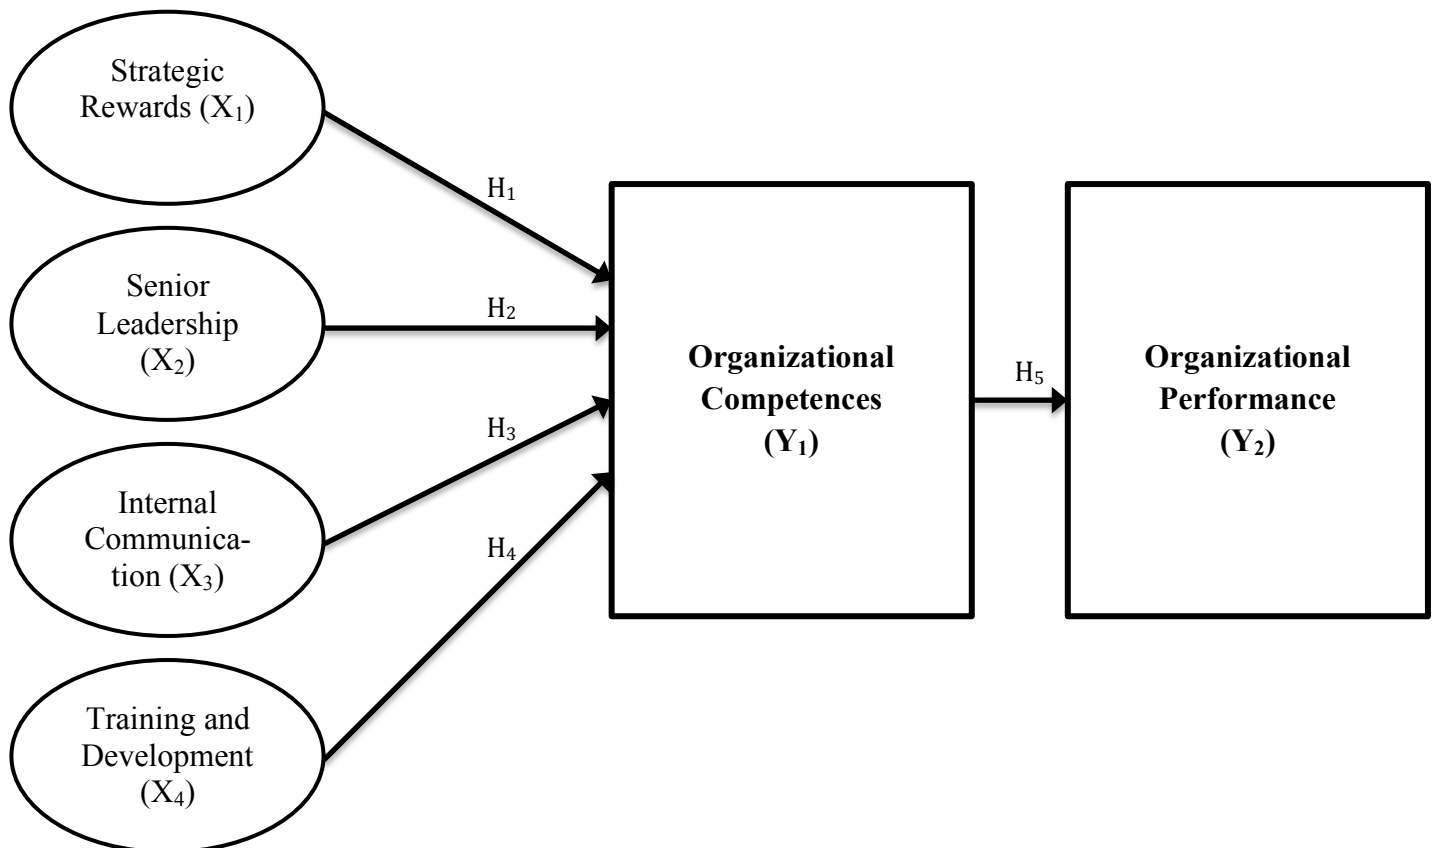 Strategic
Rewards (X₁)
H₁
Senior
Leadership
(X₂)
H₂
Internal
Communica-
tion (X₃)
H₃
Training and
Development
(X₄)
H₄
Organizational
Competences
(Y₁)
H₅
Organizational
Performance
(Y₂)